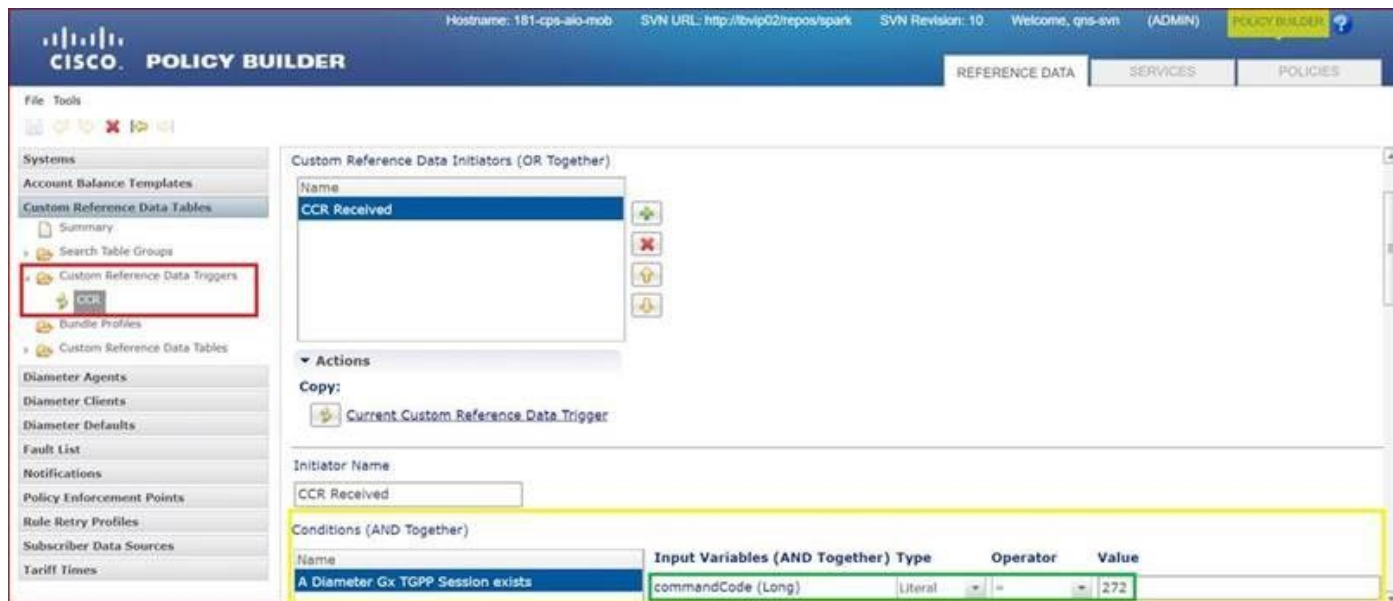 Hostname: 181-cps-aio-mob SVN URL: http://lbvip02/repos/spark SVN Revision: 10 Welcome, qns-svn (ADMIN) POLICY BUILDER ?
CISCO. POLICY BUILDER
REFERENCE DATA SERVICES POLICIES
File Tools
Systems
Account Balance Templates
Custom Reference Data Tables
Summary
Search Table Groups
Custom Reference Data Triggers
CCR
Bundle Profiles
Custom Reference Data Tables
Diameter Agents
Diameter Clients
Diameter Defaults
Fault List
Notifications
Policy Enforcement Points
Rule Retry Profiles
Subscriber Data Sources
Tariff Times
Custom Reference Data Initiators (OR Together)
Name
CCR Received
Actions
Copy:
Current Custom Reference Data Trigger
Initiator Name
CCR Received
Conditions (AND Together)
Name
A Diameter Gx TGPP Session exists
Input Variables (AND Together) Type Operator Value
commandCode (Long) Literal = 272